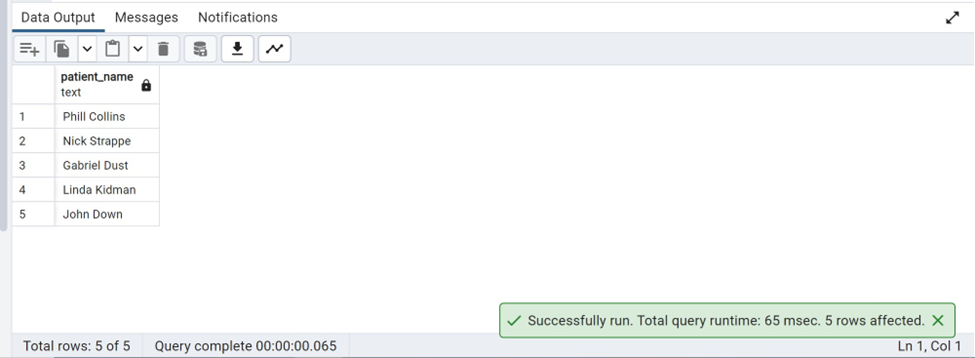 Data Output Messages Notifications
patient_name
text
1 Phill Collins
2 Nick Strappe
3 Gabriel Dust
4 Linda Kidman
5 John Down
Successfully run. Total query runtime: 65 msec. 5 rows affected.
Total rows: 5 of 5 Query complete 00:00:00.065 Ln 1, Col 1